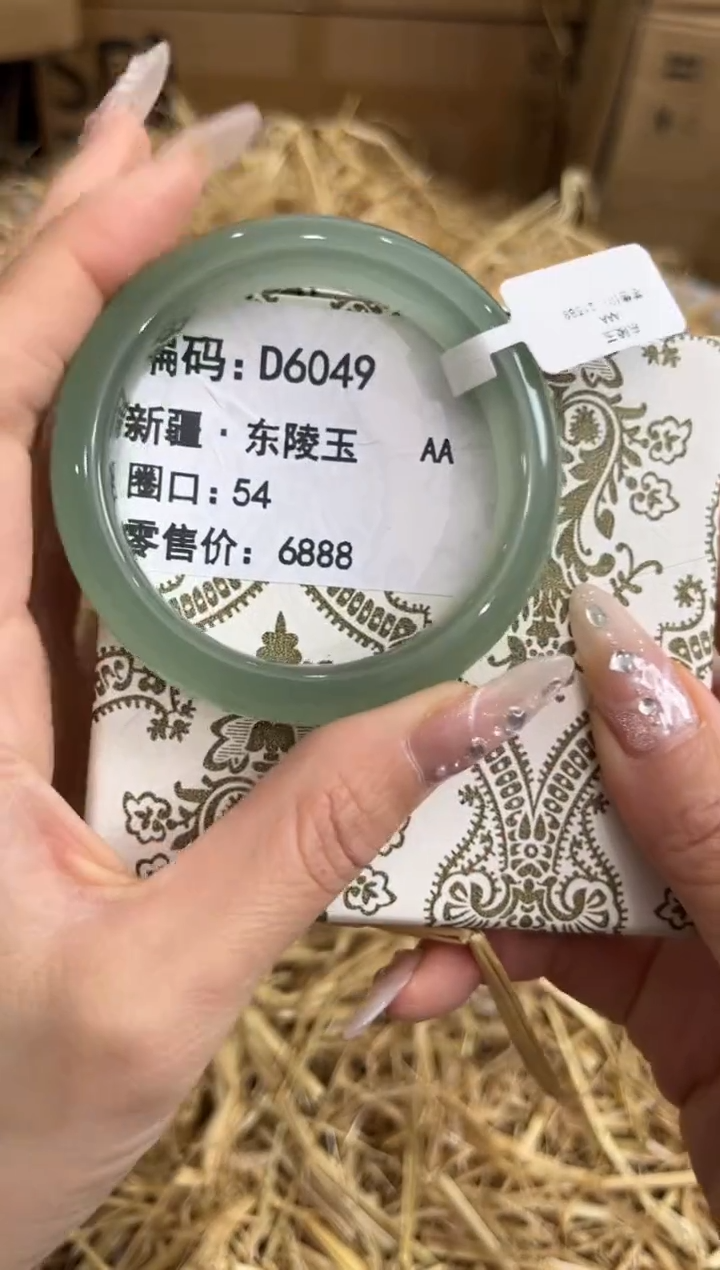 编码: D6049
新疆·东陵玉 AA
圈口: 54
零售价: 6888